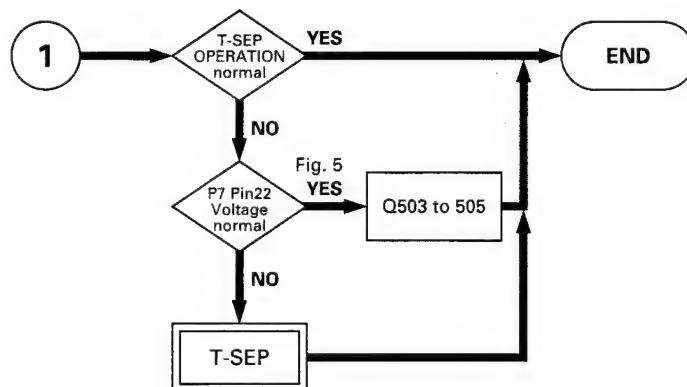 1
T-SEP
OPERATION
normal
YES
END
NO
Fig. 5
P7 Pin22
Voltage
normal
YES
Q503 to 505
NO
T-SEP